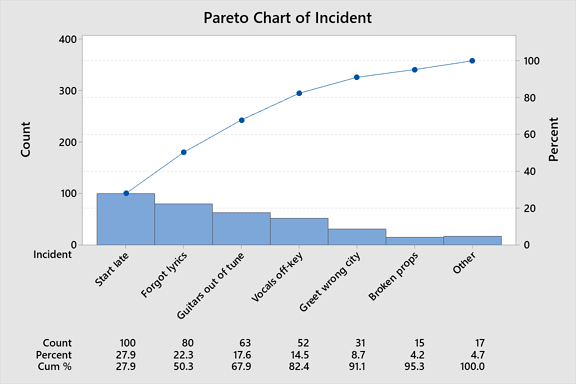 Pareto Chart of Incident
400
300
200
100
0
Count
100
80
60
40
20
0
Percent
Incident
Start late
Forgot lyrics
Guitars out of tune
Vocals off-key
Greet wrong city
Broken props
Other
Count 100 80 63 52 31 15 17
Percent 27.9 22.3 17.6 14.5 8.7 4.2 4.7
Cum % 27.9 50.3 67.9 82.4 91.1 95.3 100.0